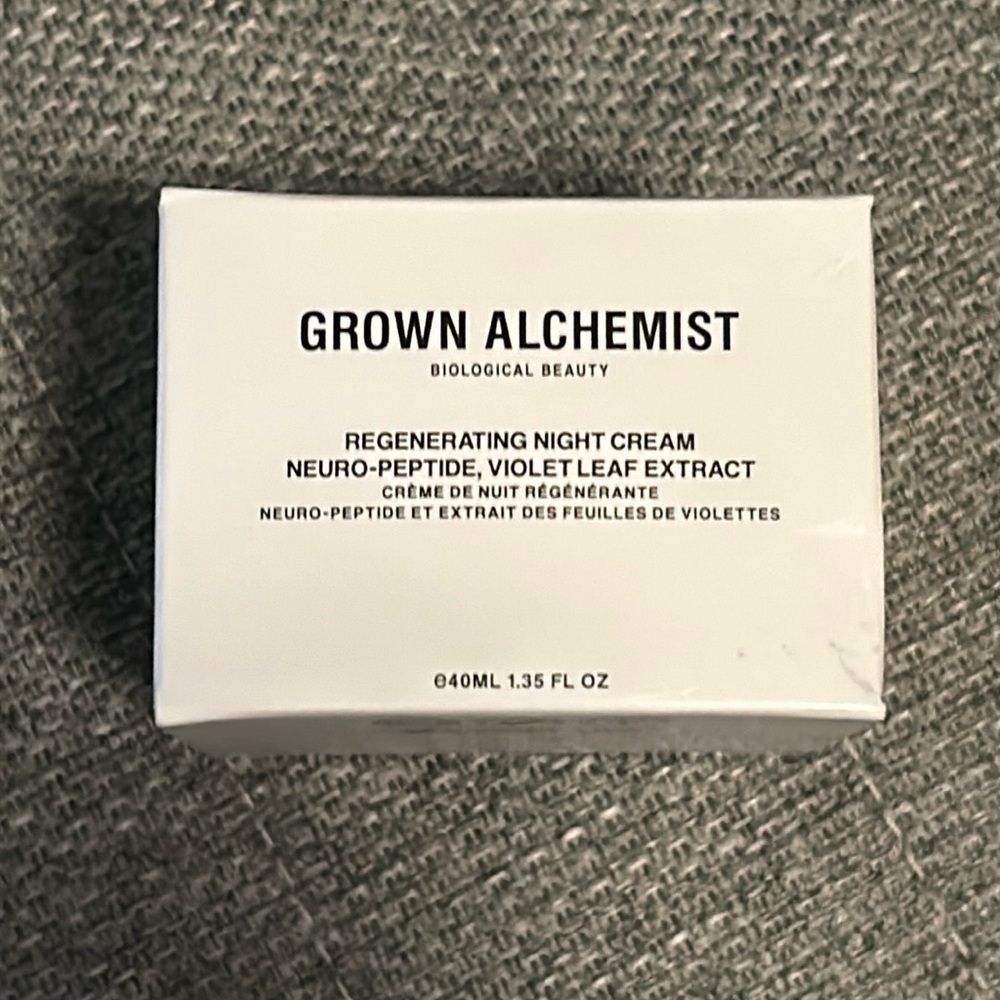 GROWN ALCHEMIST
BIOLOGICAL BEAUTY
REGENERATING NIGHT CREAM
NEURO-PEPTIDE, VIOLET LEAF EXTRACT
CRÈME DE NUIT RÉGÉNÉRANTE
NEURO-PEPTIDE ET EXTRAIT DES FEUILLES DE VIOLETTES
℮40ML 1.35 FL OZ